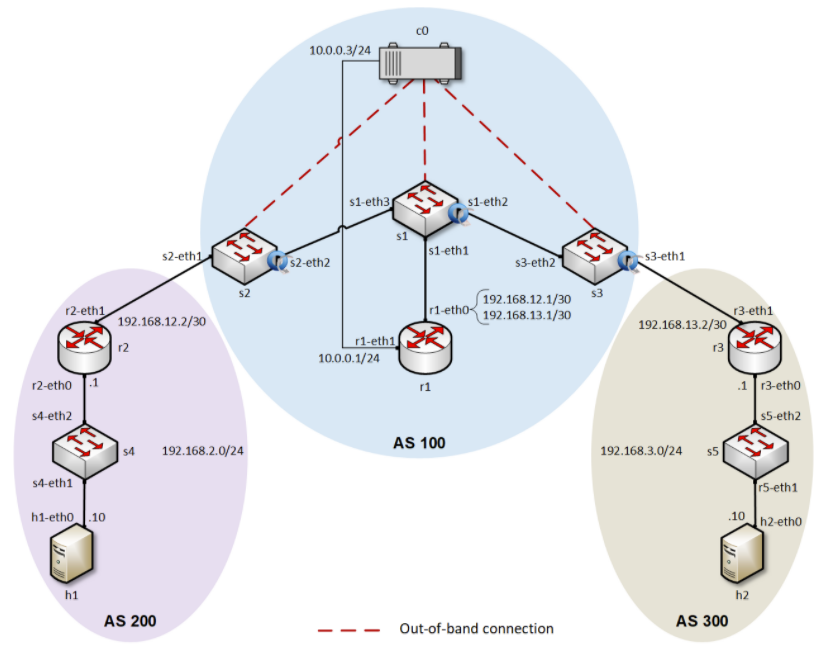 c0
10.0.0.3/24
s1-eth3
s1-eth2
s1
s1-eth1
s2-eth1
s2-eth2
s2
s3-eth2
s3-eth1
s3
r1-eth0
192.168.12.1/30
192.168.13.1/30
r1-eth1
10.0.0.1/24
r1
AS 100
r2-eth1
192.168.12.2/30
r2
r2-eth0
.1
s4-eth2
s4
192.168.2.0/24
s4-eth1
h1-eth0
.10
h1
AS 200
r3-eth1
192.168.13.2/30
r3
.1
r3-eth0
s5-eth2
192.168.3.0/24
s5
r5-eth1
.10
h2-eth0
h2
AS 300
Out-of-band connection